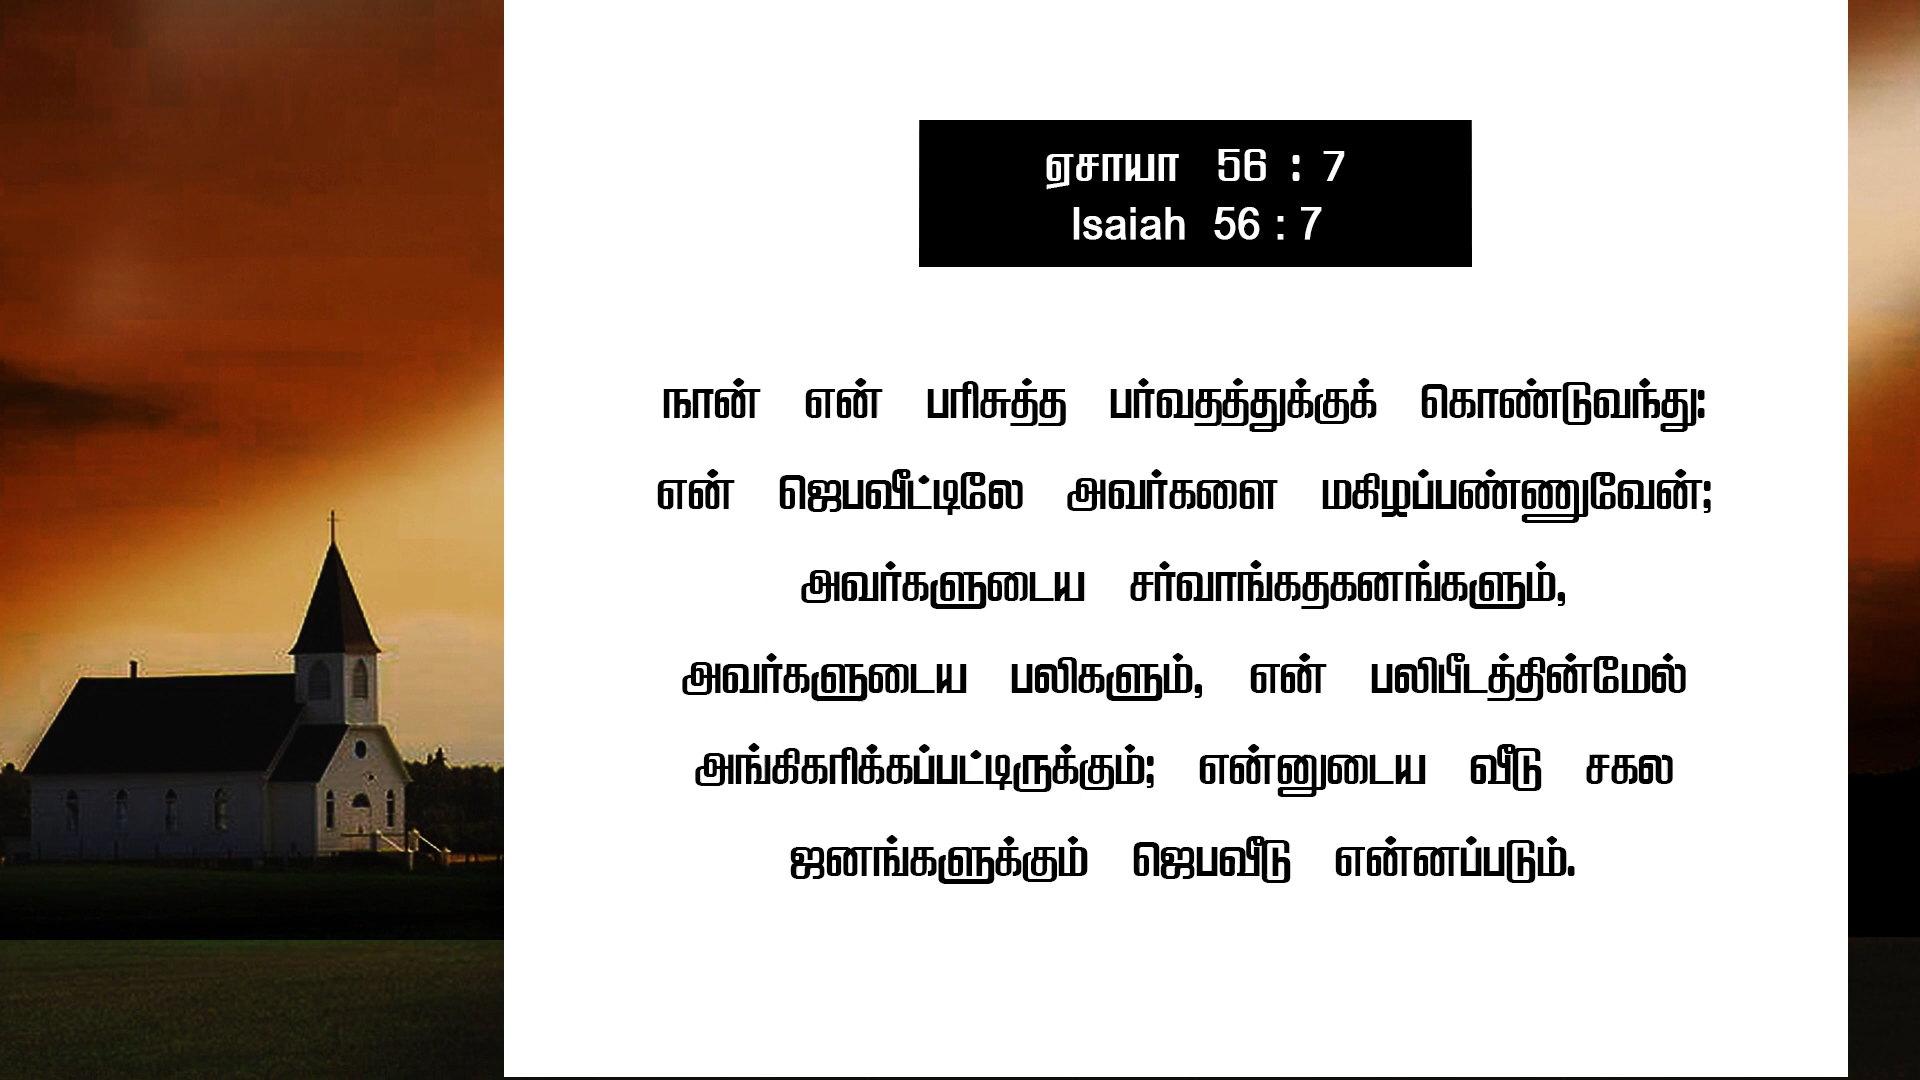 ஏசாயா 56 : 7
Isaiah 56 : 7
நான் என் பரிசுத்த பர்வதத்துக்குக் கொண்டுவந்து:
என் ஜெபவீட்டிலே அவர்களை மகிழப்பண்ணுவேன்;
அவர்களுடைய சர்வாங்கதகனங்களும்,
அவர்களுடைய பலிகளும், என் பலிபீடத்தின்மேல்
அங்கிகரிக்கப்பட்டிருக்கும்; என்னுடைய வீடு சகல
ஜனங்களுக்கும் ஜெபவீடு என்னப்படும்.